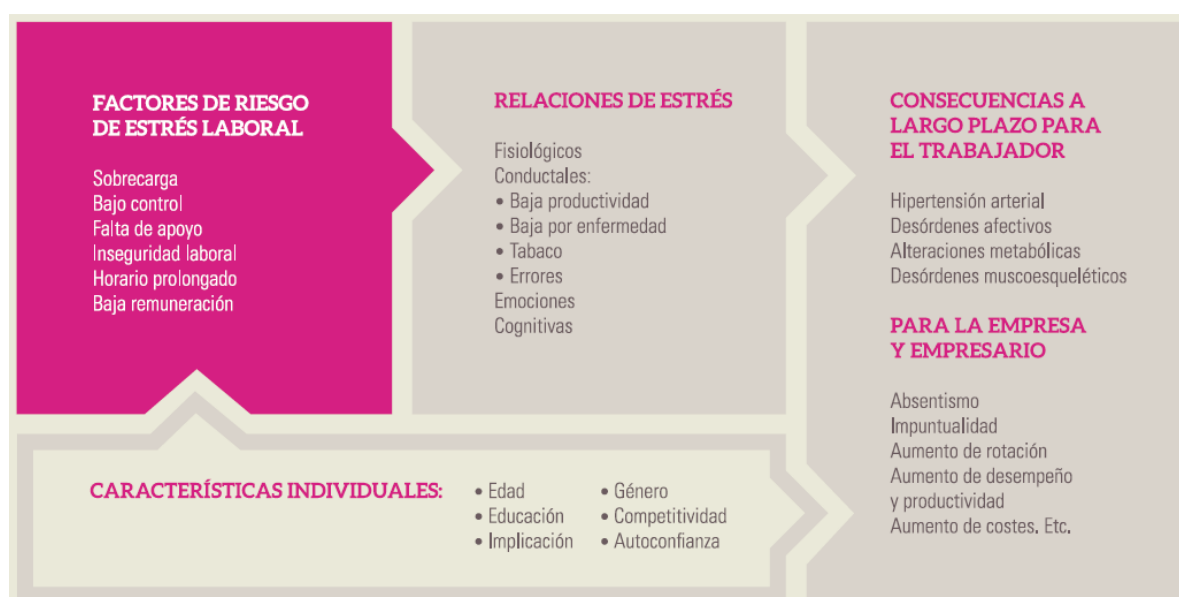 FACTORES DE RIESGO
DE ESTRÉS LABORAL
Sobrecarga
Bajo control
Falta de apoyo
Inseguridad laboral
Horario prolongado
Baja remuneración
RELACIONES DE ESTRÉS
Fisiológicos
Conductales:
• Baja productividad
• Baja por enfermedad
• Tabaco
• Errores
Emociones
Cognitivas
CONSECUENCIAS A
LARGO PLAZO PARA
EL TRABAJADOR
Hipertensión arterial
Desórdenes afectivos
Alteraciones metabólicas
Desórdenes muscoesqueléticos
PARA LA EMPRESA
Y EMPRESARIO
Absentismo
Impuntualidad
Aumento de rotación
Aumento de desempeño
y productividad
Aumento de costes. Etc.
CARACTERÍSTICAS INDIVIDUALES:
• Edad
• Educación
• Implicación
• Género
• Competitividad
• Autoconfianza